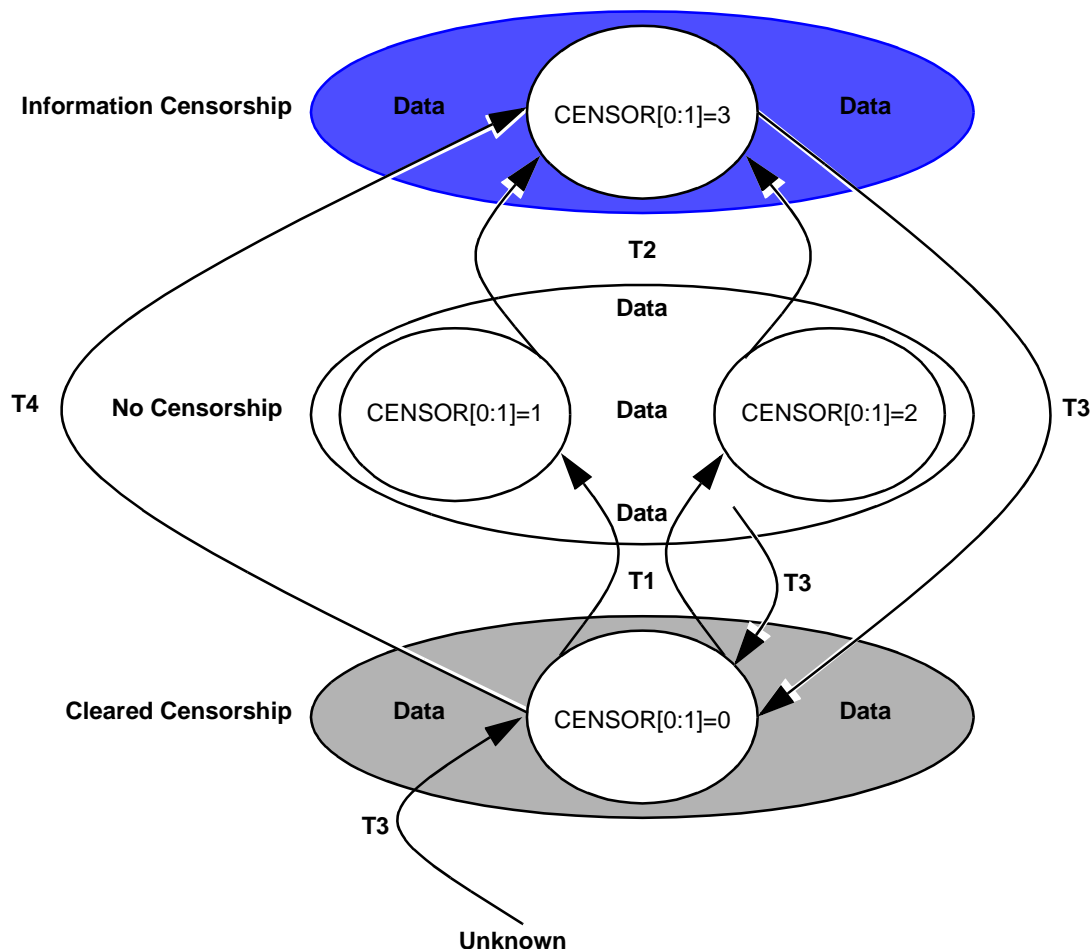 Information Censorship
Data
CENSOR[0:1]=3
Data
T2
Data
T4
No Censorship
CENSOR[0:1]=1
Data
CENSOR[0:1]=2
T3
Data
T1
T3
Cleared Censorship
Data
CENSOR[0:1]=0
Data
T3
Unknown